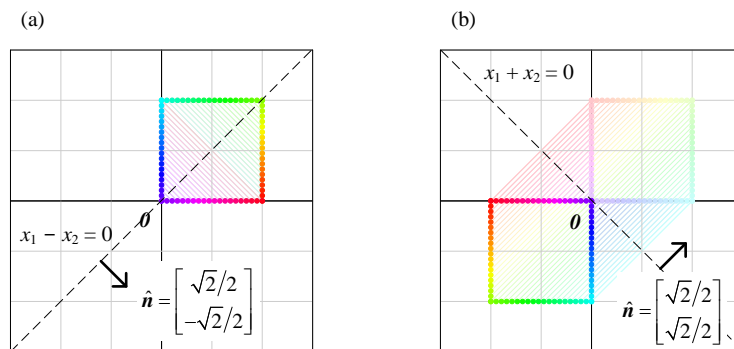 (a)
(b)
x₁ + x₂ = 0
0
0
x₁ − x₂ = 0
n̂ = [√2/2
−√2/2]
n̂ = [√2/2
√2/2]